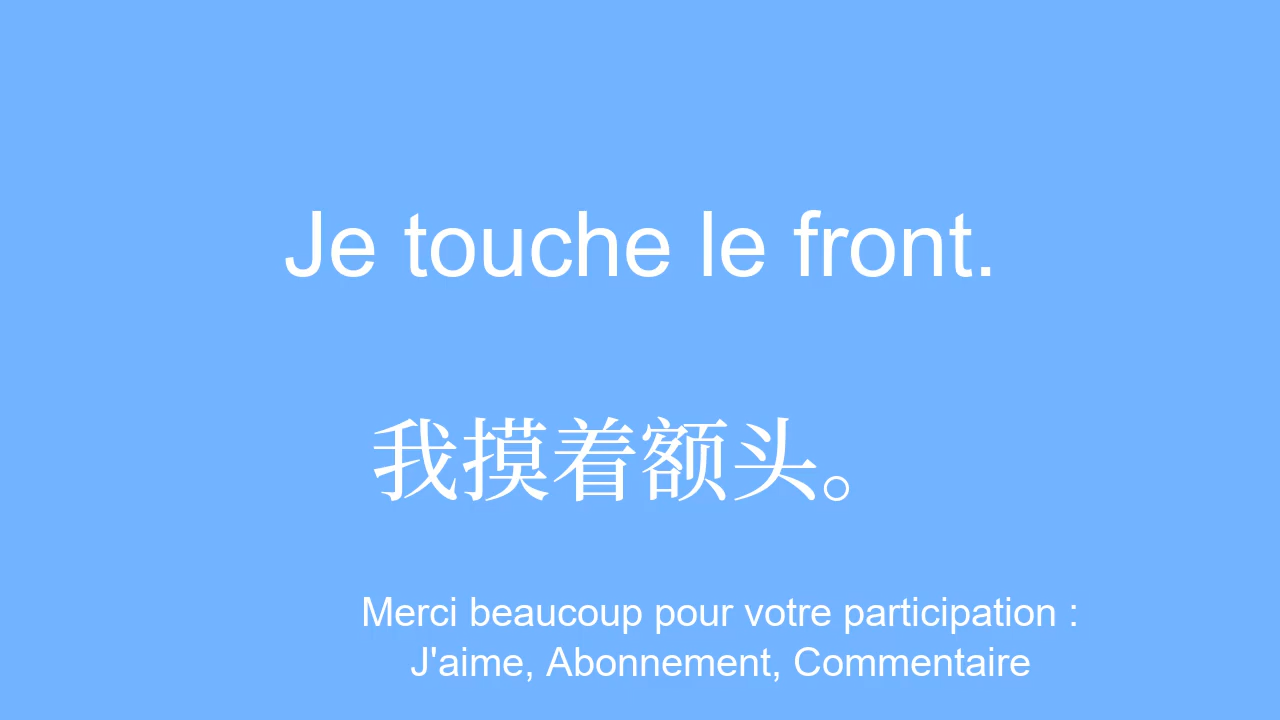 Je touche le front.
我摸着额头。
Merci beaucoup pour votre participation :
J'aime, Abonnement, Commentaire